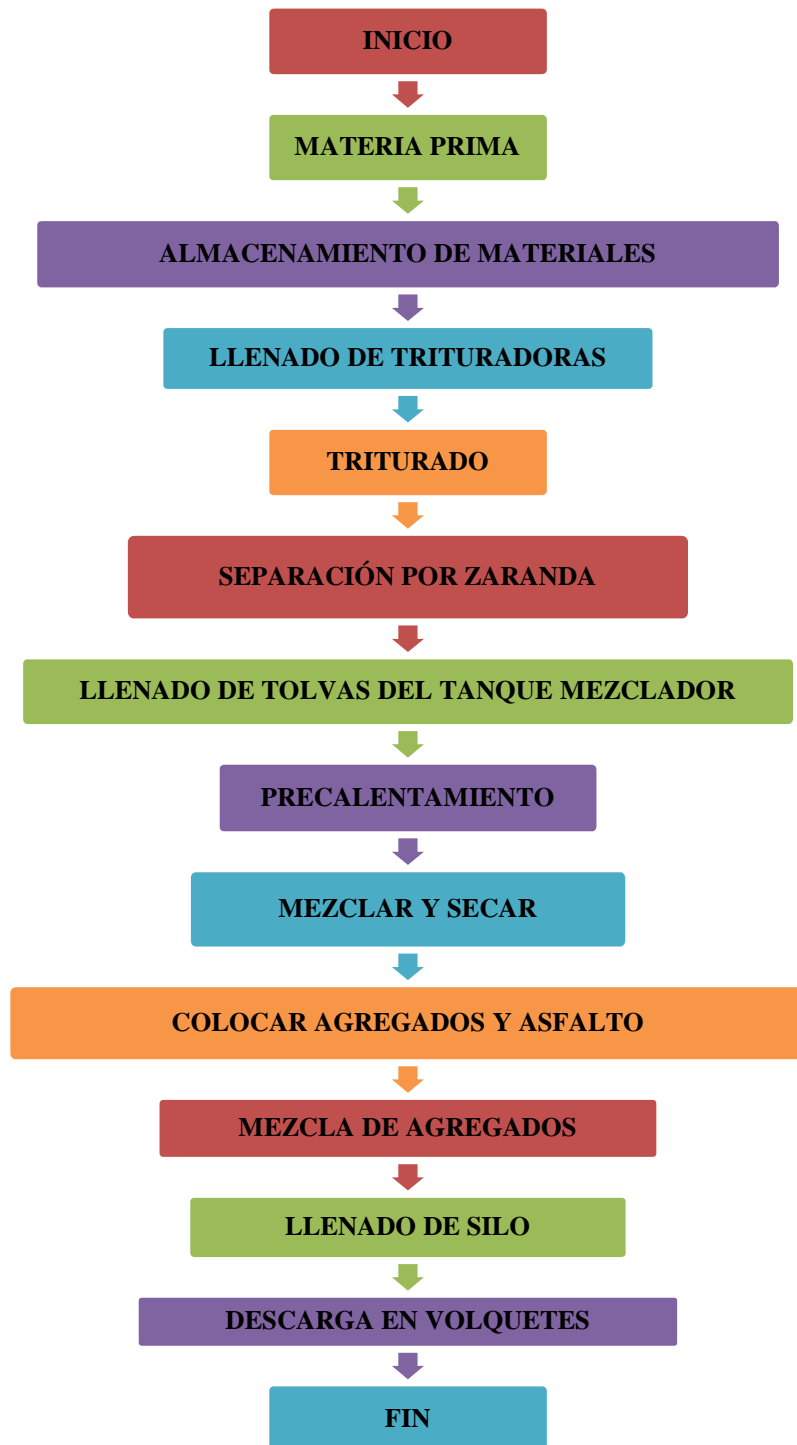 INICIO
MATERIA PRIMA
ALMACENAMIENTO DE MATERIALES
LLENADO DE TRITURADORAS
TRITURADO
SEPARACIÓN POR ZARANDA
LLENADO DE TOLVAS DEL TANQUE MEZCLADOR
PRECALENTAMIENTO
MEZCLAR Y SECAR
COLOCAR AGREGADOS Y ASFALTO
MEZCLA DE AGREGADOS
LLENADO DE SILO
DESCARGA EN VOLQUETES
FIN